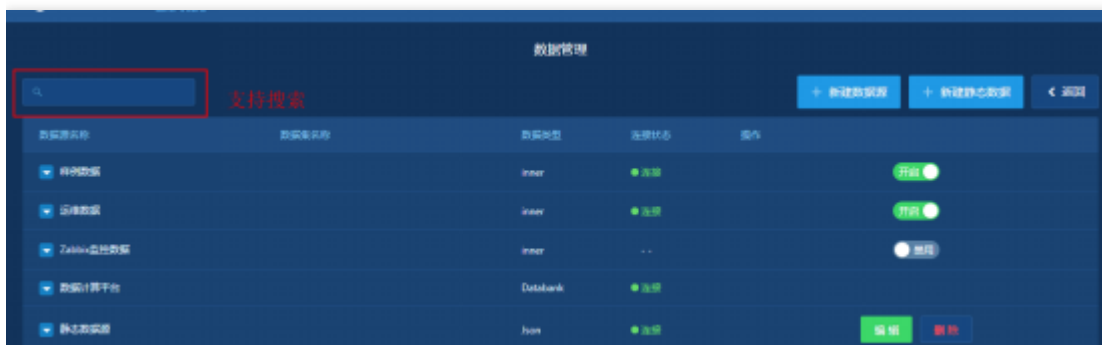 数据管理
支持搜索
+ 新建数据源 + 新建静态数据 < 返回
数据源名称 数据集名称 数据类型 连接状态 操作
样例数据 inner 连接 开启
运维数据 inner 连接 开启
Zabbix监控数据 inner - - 禁用
数据计算平台 Databank 连接
静态数据源 Json 连接 编辑 删除